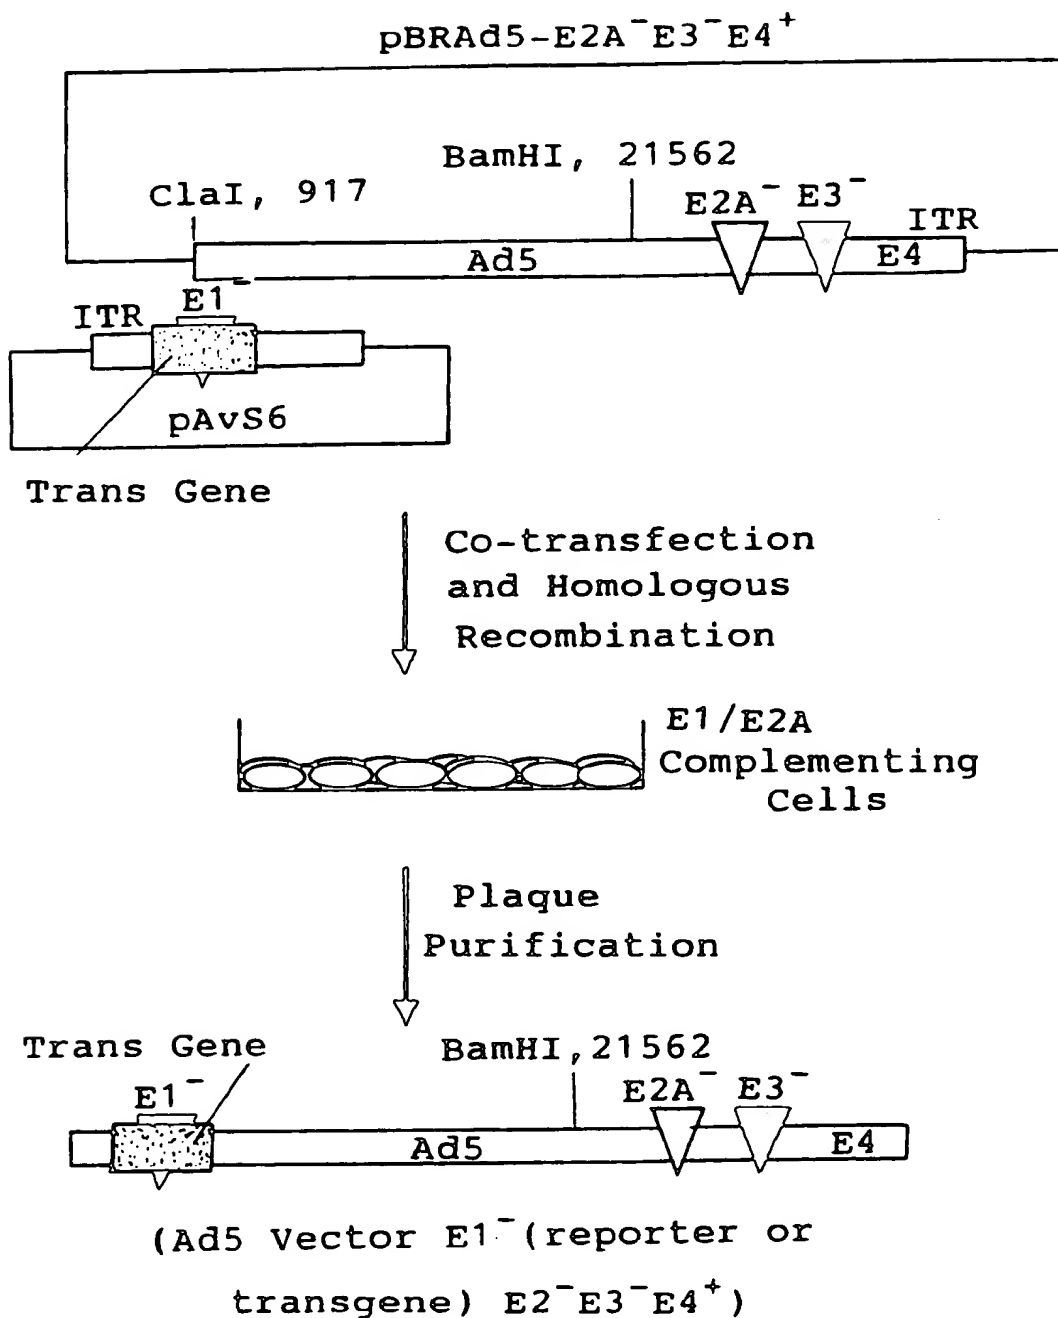 pBRAd5-E2A⁻E3⁻E4⁺
BamHI, 21562
ClaI, 917
E2A⁻ E3⁻
ITR
Ad5
E4
E1⁻
ITR
pAvS6
Trans Gene
Co-transfection
and Homologous
Recombination
E1/E2A
Complementing
Cells
Plaque
Purification
Trans Gene
BamHI,21562
E1⁻
E2A⁻ E3⁻
Ad5
E4
(Ad5 Vector E1⁻(reporter or
transgene) E2⁻E3⁻E4⁺)